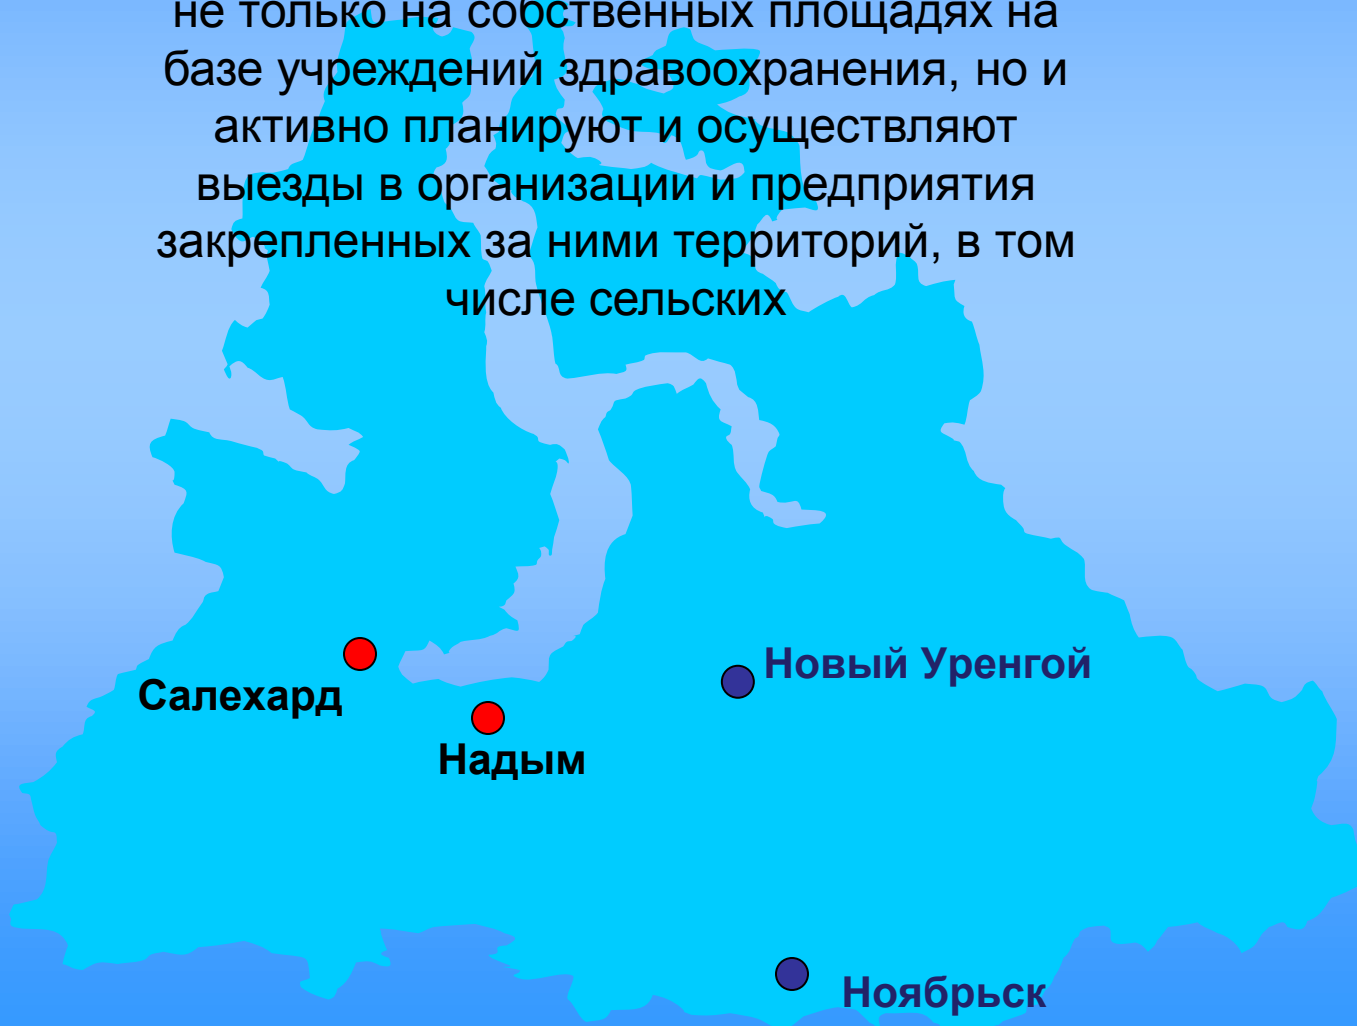 не только на собственных площадях на
базе учреждений здравоохранения, но и
активно планируют и осуществляют
выезды в организации и предприятия
закрепленных за ними территорий, в том
числе сельских
Новый Уренгой
Салехард
Надым
Ноябрьск